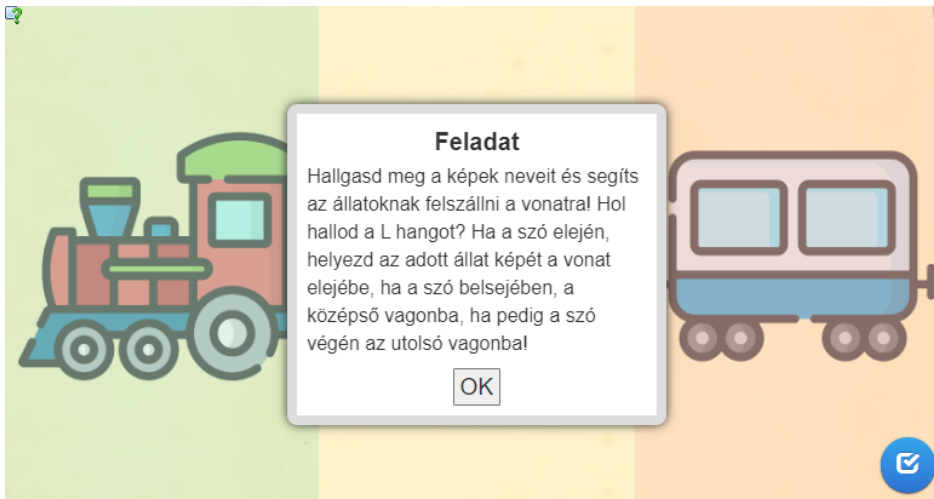 Feladat
Hallgasd meg a képek neveit és segíts
az állatoknak felszállni a vonatra! Hol
hallod a L hangot? Ha a szó elején,
helyezd az adott állat képét a vonat
elejébe, ha a szó belsejében, a
középső vagonba, ha pedig a szó
végén az utolsó vagonba!
OK